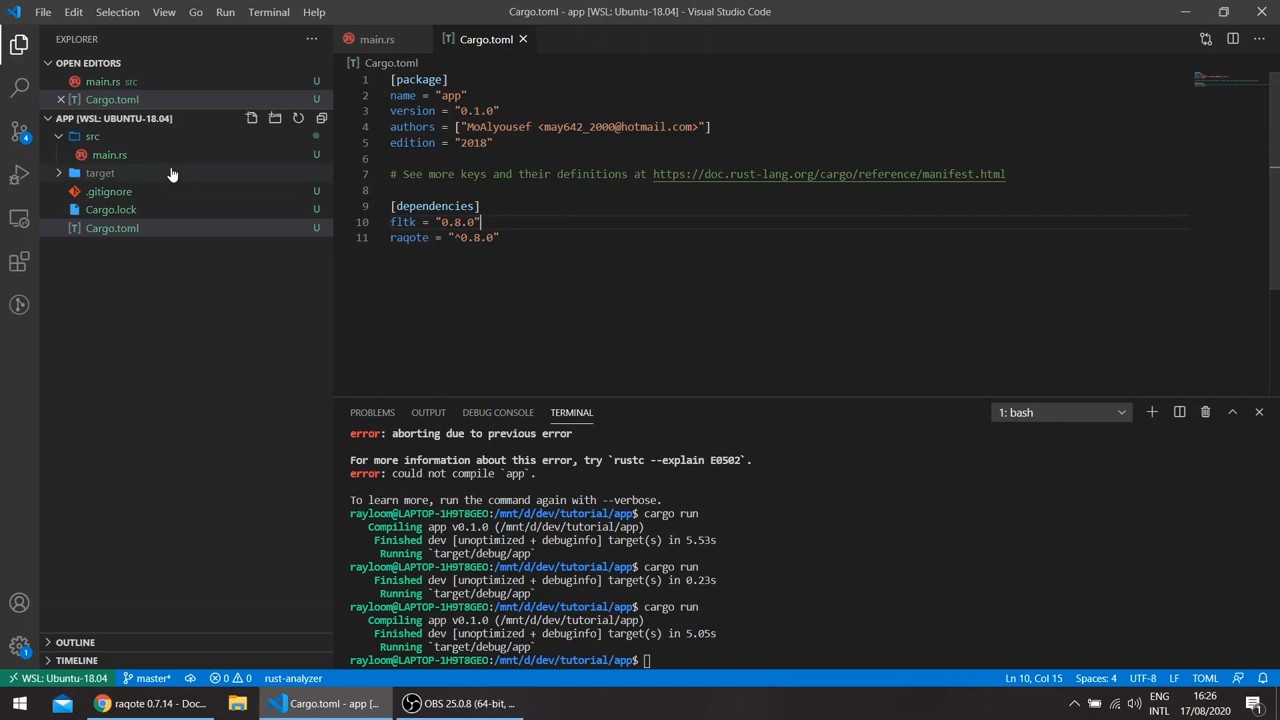 File Edit Selection View Go Run Terminal Help
Cargo.toml - app [WSL: Ubuntu-18.04] - Visual Studio Code
EXPLORER
OPEN EDITORS
main.rs src U
Cargo.toml U
APP [WSL: UBUNTU-18.04]
src
main.rs U
target
.gitignore U
Cargo.lock U
Cargo.toml U
OUTLINE
TIMELINE
4
1
main.rs
Cargo.toml
Cargo.toml
1 [package]
2 name = "app"
3 version = "0.1.0"
4 authors = ["MoAlyousef <may642_2000@hotmail.com>"]
5 edition = "2018"
6
7 # See more keys and their definitions at https://doc.rust-lang.org/cargo/reference/manifest.html
8
9 [dependencies]
10 fltk = "0.8.0"
11 raqote = "^0.8.0"
PROBLEMS OUTPUT DEBUG CONSOLE TERMINAL
1: bash
error: aborting due to previous error
For more information about this error, try `rustc --explain E0502`.
error: could not compile `app`.
To learn more, run the command again with --verbose.
rayloom@LAPTOP-1H9T8GEO:/mnt/d/dev/tutorial/app$ cargo run
Compiling app v0.1.0 (/mnt/d/dev/tutorial/app)
Finished dev [unoptimized + debuginfo] target(s) in 5.53s
Running `target/debug/app`
rayloom@LAPTOP-1H9T8GEO:/mnt/d/dev/tutorial/app$ cargo run
Finished dev [unoptimized + debuginfo] target(s) in 0.23s
Running `target/debug/app`
rayloom@LAPTOP-1H9T8GEO:/mnt/d/dev/tutorial/app$ cargo run
Compiling app v0.1.0 (/mnt/d/dev/tutorial/app)
Finished dev [unoptimized + debuginfo] target(s) in 5.05s
Running `target/debug/app`
rayloom@LAPTOP-1H9T8GEO:/mnt/d/dev/tutorial/app$
WSL: Ubuntu-18.04 master* 0 0 rust-analyzer
Ln 10, Col 15 Spaces: 4 UTF-8 LF TOML
raqote 0.7.14 - Doc...
Cargo.toml - app [...
OBS 25.0.8 (64-bit, ...
ENG
INTL
16:26
17/08/2020
1